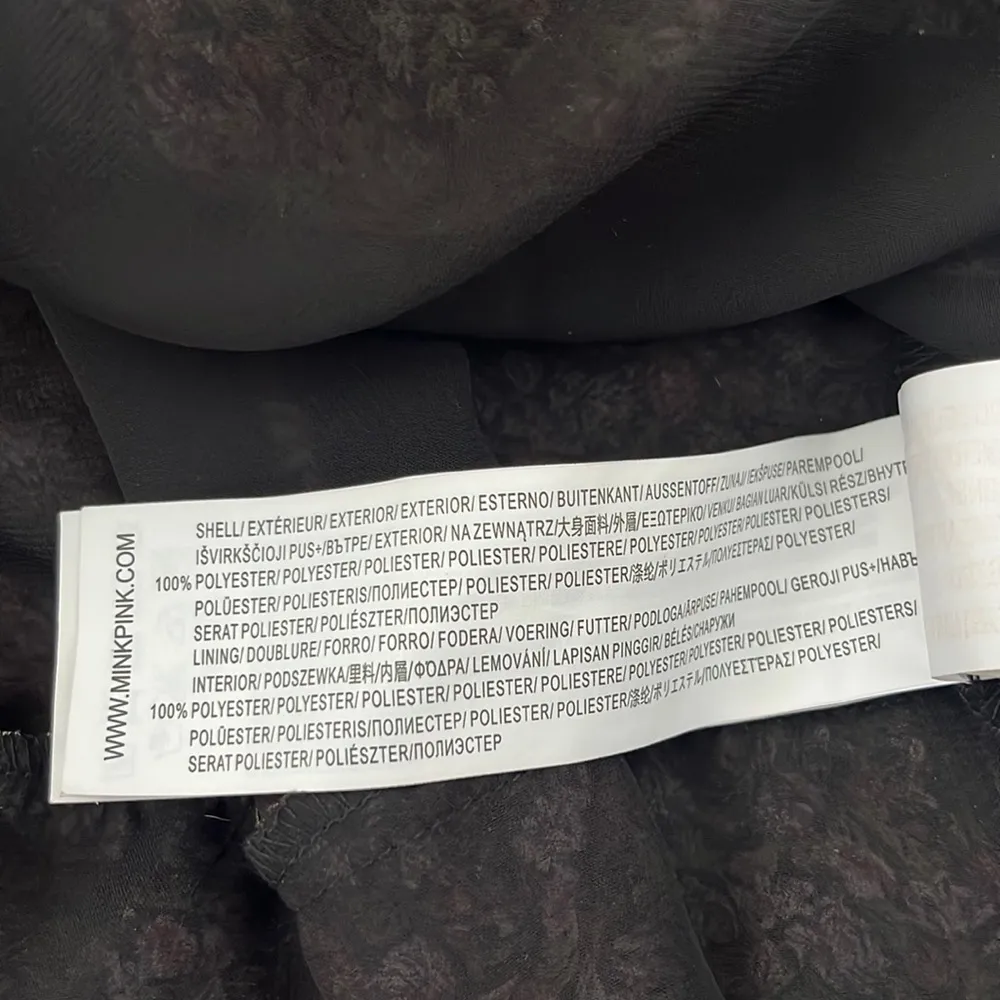 WWW.MINKPINK.COM
SHELL/ EXTÉRIEUR/ EXTERIOR/ EXTERIOR/ ESTERNO/ BUITENKANT/ AUSSENTOFF/ZUNAJ/ IEKŠPUSE/ PAREMPOOL/
IŠVIRKŠČIOJI PUS+/ВЪТРЕ/ EXTERIOR/ NA ZEWNĄTRZ/大身面料/外層/ΕΞΩΤΕΡΙΚΟ/ VENKU/ BAGIAN LUAR/KÜLSI RÉSZ/ВНУТР
100% POLYESTER/ POLYESTER/ POLIESTER/ POLIESTER/ POLIESTERE/ POLYESTER/ POLYESTER/ POLIESTER/ POLIESTERS/
POLÜESTER/ POLIESTERIS/ПОЛИЕСТЕР/ POLIESTER/ POLIESTER/涤纶/ポリエステル/ΠΟΛΥΕΣΤΕΡΑΣ/ POLYESTER/
SERAT POLIESTER/ POLIÉSZTER/ПОЛИЭСТЕР
LINING/ DOUBLURE/ FORRO/ FORRO/ FODERA/ VOERING/ FUTTER/ PODLOGA/ĀRPUSE/ PAHEMPOOL/ GEROJI PUS+/НАВЪ
INTERIOR/ PODSZEWKA/里料/内層/ΦΌΔΡΑ/ LEMOVÁNÍ/ LAPISAN PINGGIR/ BÉLÉS/СНАРУЖИ
100% POLYESTER/ POLYESTER/ POLIESTER/ POLIESTER/ POLIESTERE/ POLYESTER/ POLYESTER/ POLIESTER/ POLIESTERS/
POLÜESTER/ POLIESTERIS/ПОЛИЕСТЕР/ POLIESTER/ POLIESTER/涤纶/ポリエステル/ΠΟΛΥΕΣΤΕΡΑΣ/ POLYESTER/
SERAT POLIESTER/ POLIÉSZTER/ПОЛИЭСТЕР